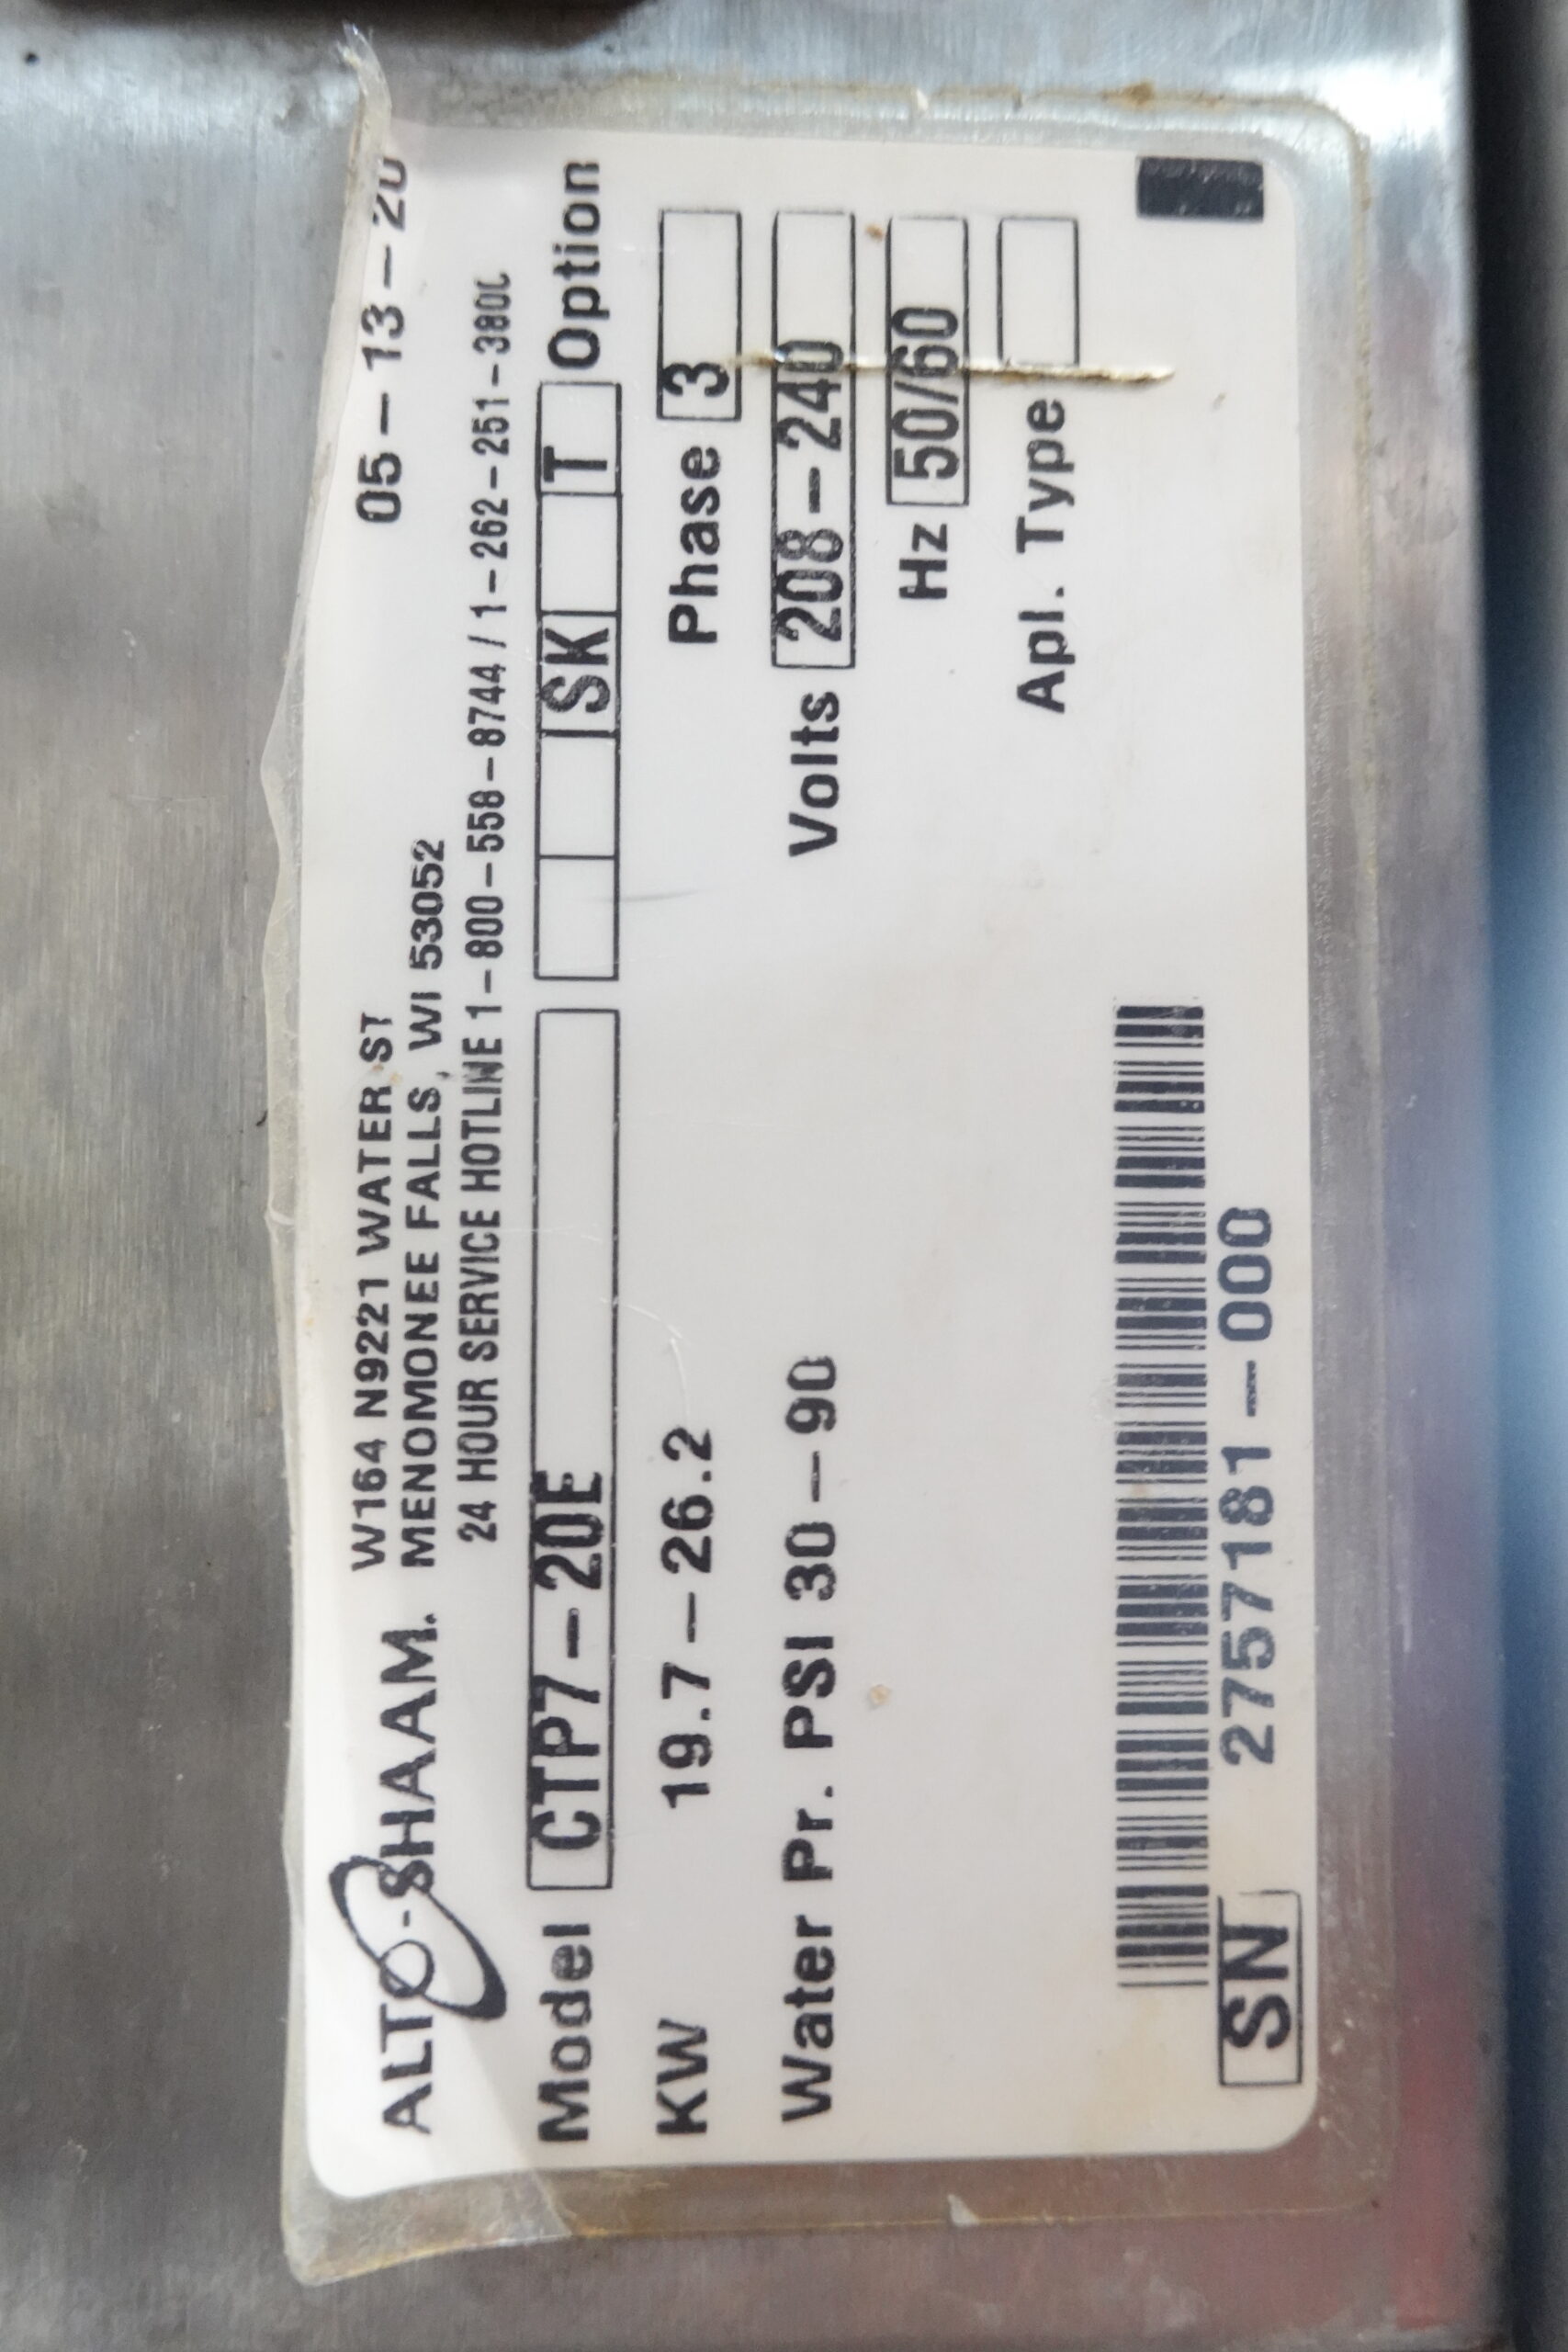 ALTO-SHAAM.
W164 N9221 WATER ST
MENOMONEE FALLS, WI 53052
05-13-20
24 HOUR SERVICE HOTLINE 1-800-558-8744 / 1-262-251-3800
Model CTP7-20E SK T Option
KW 19.7-26.2 Phase 3
Water Pr. PSI 30-90 Volts 208-240
Hz 50/60
Apl. Type
SN 2757181-000